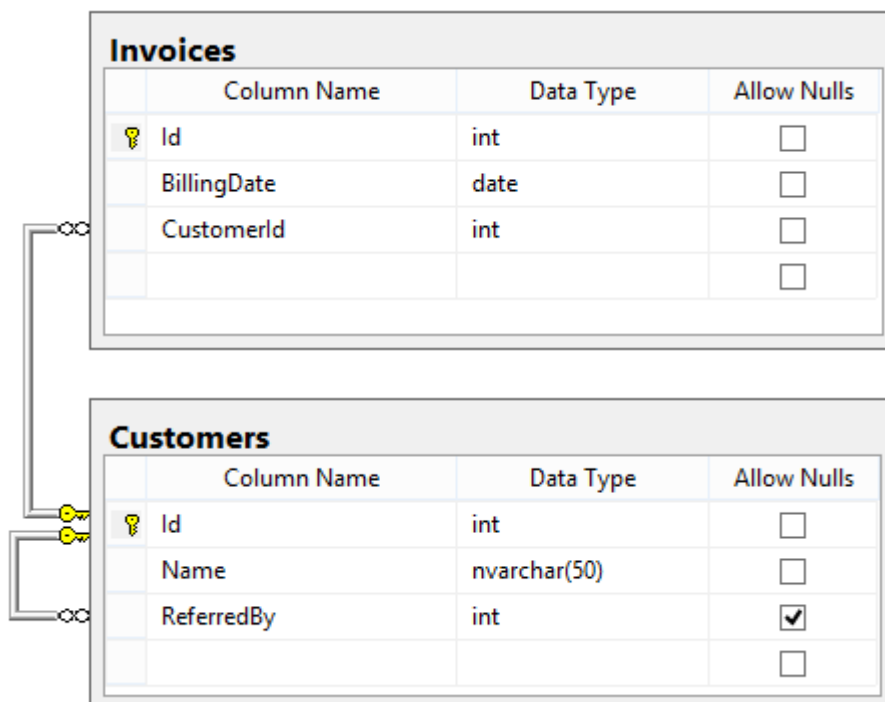 Invoices
Column Name Data Type Allow Nulls
Id int
BillingDate date
CustomerId int
Customers
Column Name Data Type Allow Nulls
Id int
Name nvarchar(50)
ReferredBy int